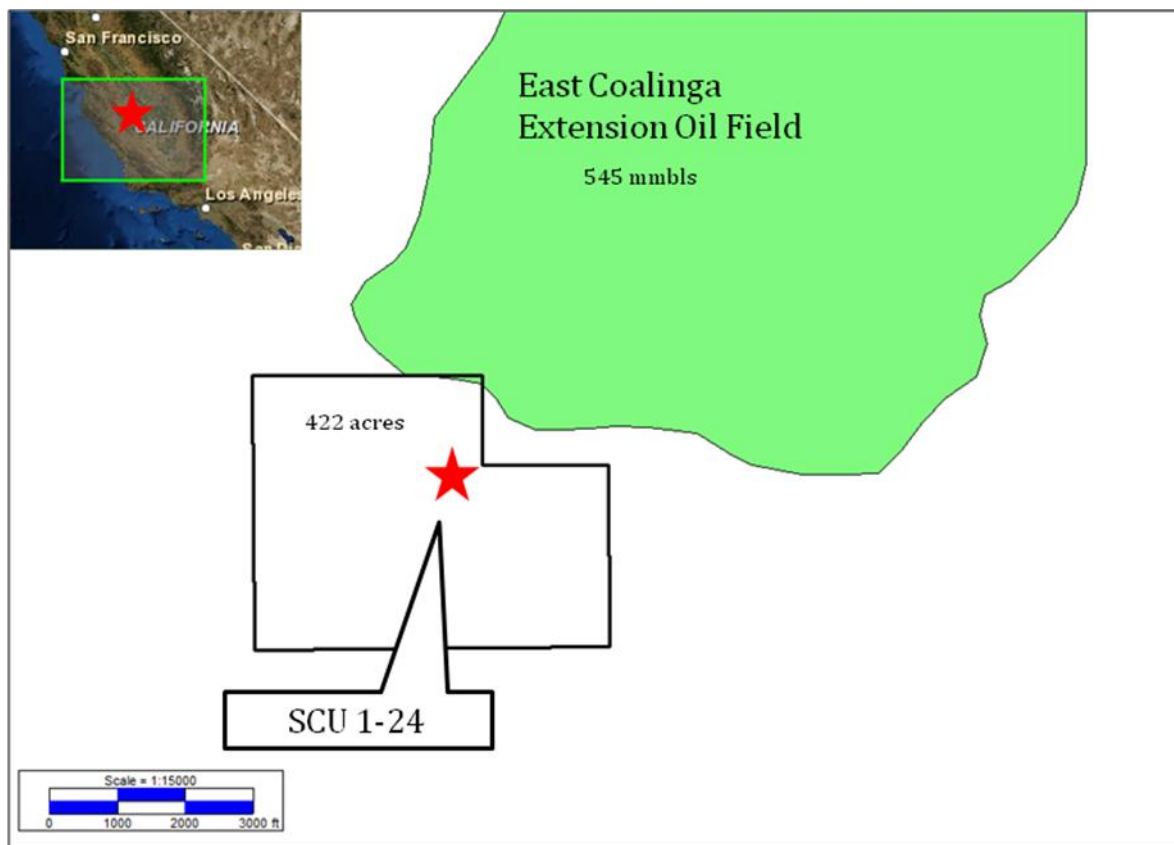 San Francisco
CALIFORNIA
Los Angeles
East Coalinga
Extension Oil Field
545 mmbls
422 acres
SCU 1-24
Scale = 1:15000
0 1000 2000 3000 ft